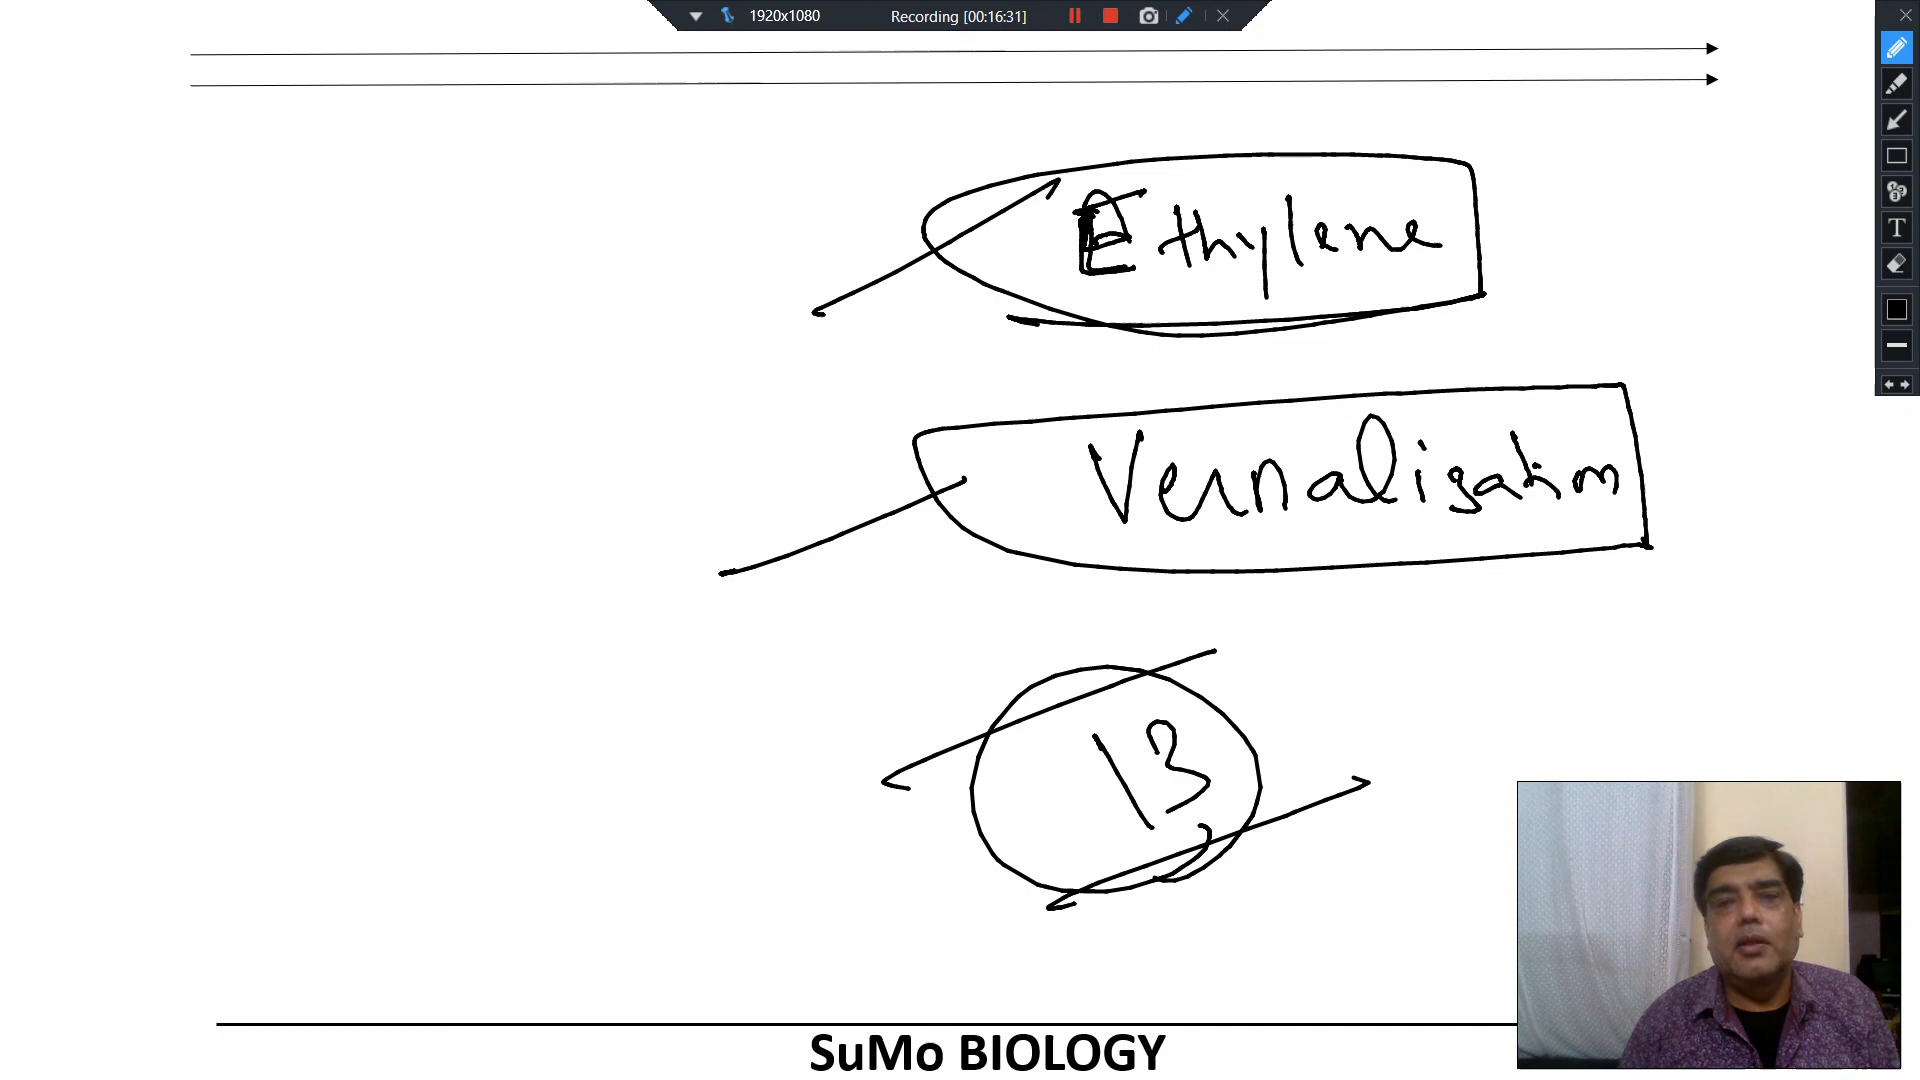 1920x1080
Recording [00:16:31]
T
Ethylene
Vernalization
13
SuMo BIOLOGY